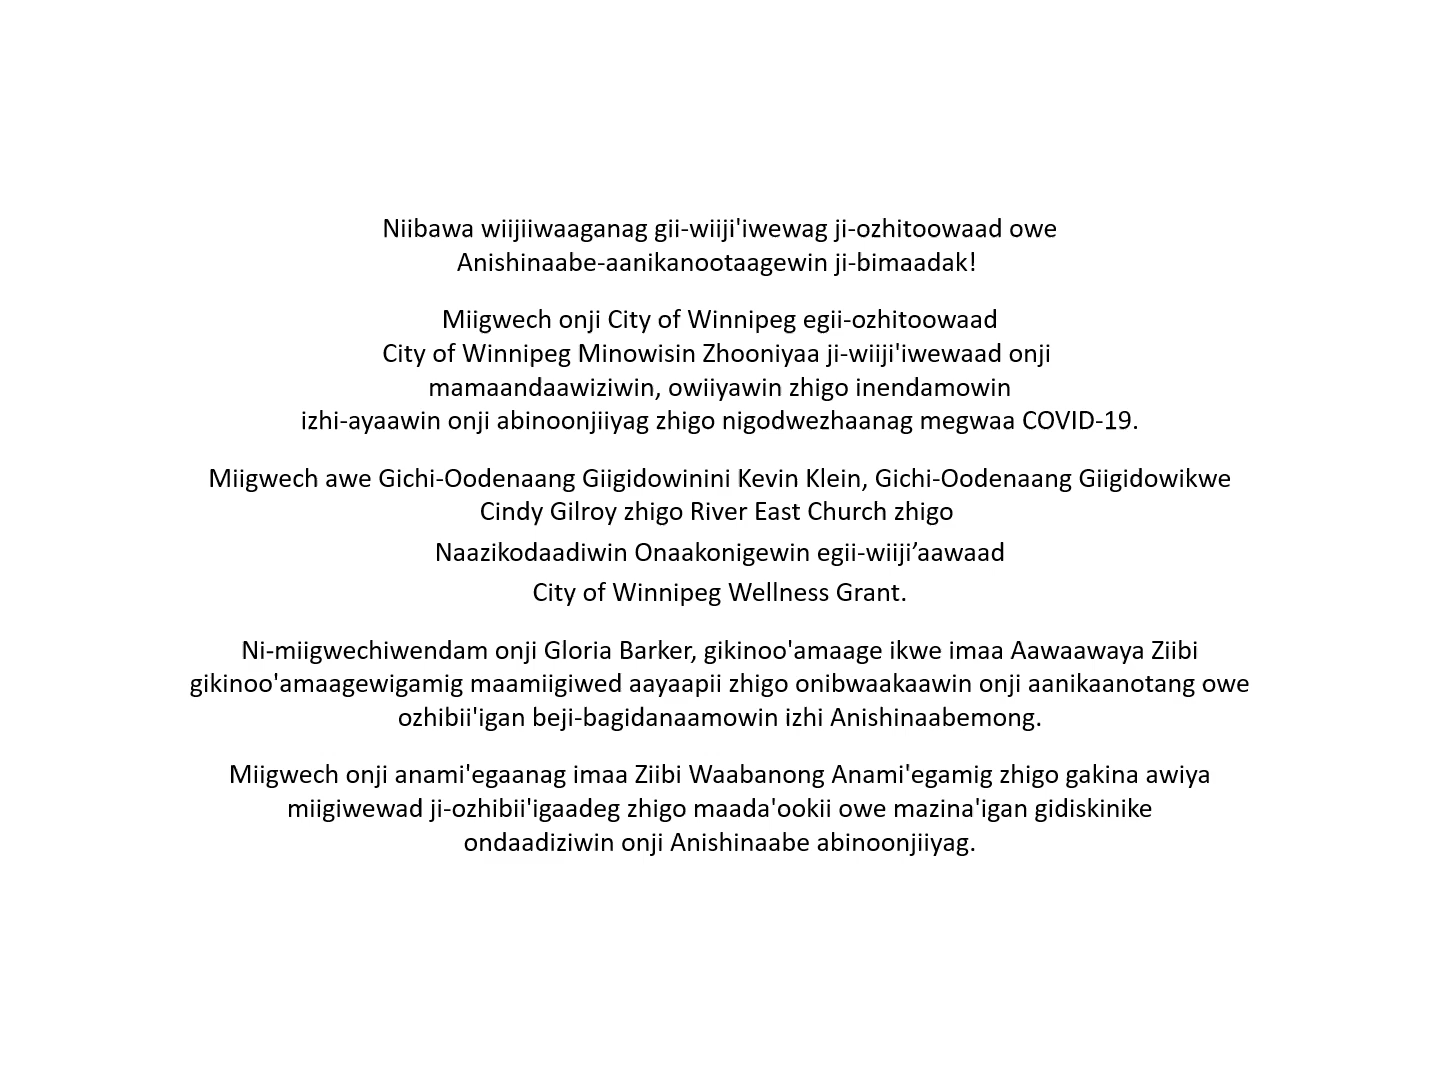 Niibawa wiijiiwaaganag gii-wiiji'iwewag ji-ozhitoowaad owe
Anishinaabe-aanikanootaagewin ji-bimaadak!
Miigwech onji City of Winnipeg egii-ozhitoowaad
City of Winnipeg Minowisin Zhooniyaa ji-wiiji'iwewaad onji
mamaandaawiziwin, owiiyawin zhigo inendamowin
izhi-ayaawin onji abinoonjiiyag zhigo nigodwezhaanag megwaa COVID-19.
Miigwech awe Gichi-Oodenaang Giigidowinini Kevin Klein, Gichi-Oodenaang Giigidowikwe
Cindy Gilroy zhigo River East Church zhigo
Naazikodaadiwin Onaakonigewin egii-wiiji’aawaad
City of Winnipeg Wellness Grant.
Ni-miigwechiwendam onji Gloria Barker, gikinoo'amaage ikwe imaa Aawaawaya Ziibi
gikinoo'amaagewigamig maamiigiwed aayaapii zhigo onibwaakaawin onji aanikaanotang owe
ozhibii'igan beji-bagidanaamowin izhi Anishinaabemong.
Miigwech onji anami'egaanag imaa Ziibi Waabanong Anami'egamig zhigo gakina awiya
miigiwewad ji-ozhibii'igaadeg zhigo maada'ookii owe mazina'igan gidiskinike
ondaadiziwin onji Anishinaabe abinoonjiiyag.